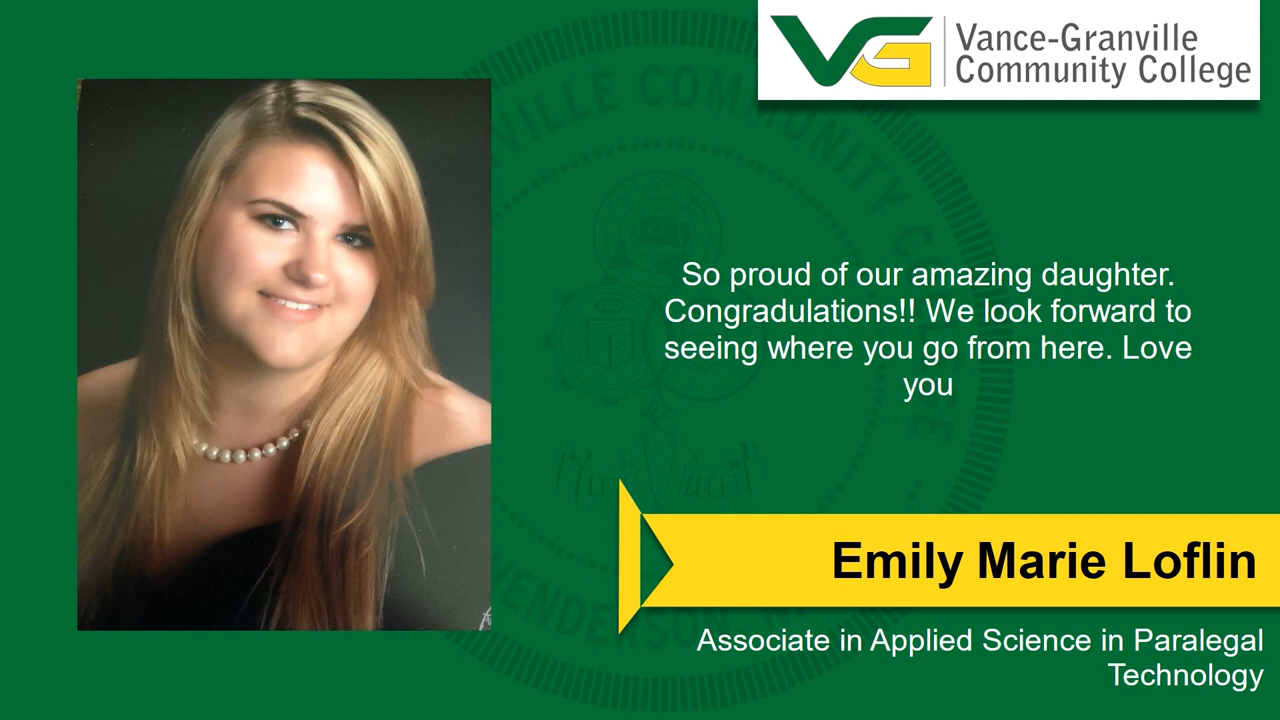 VG
Vance-Granville
Community College
So proud of our amazing daughter.
Congradulations!! We look forward to
seeing where you go from here. Love
you
Emily Marie Loflin
Associate in Applied Science in Paralegal
Technology